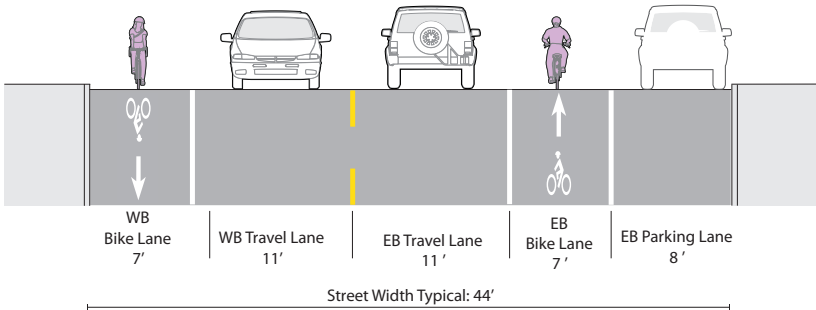 WB
Bike Lane
7’
WB Travel Lane
11’
EB Travel Lane
11 ’
EB
Bike Lane
7 ’
EB Parking Lane
8 ’
Street Width Typical: 44’